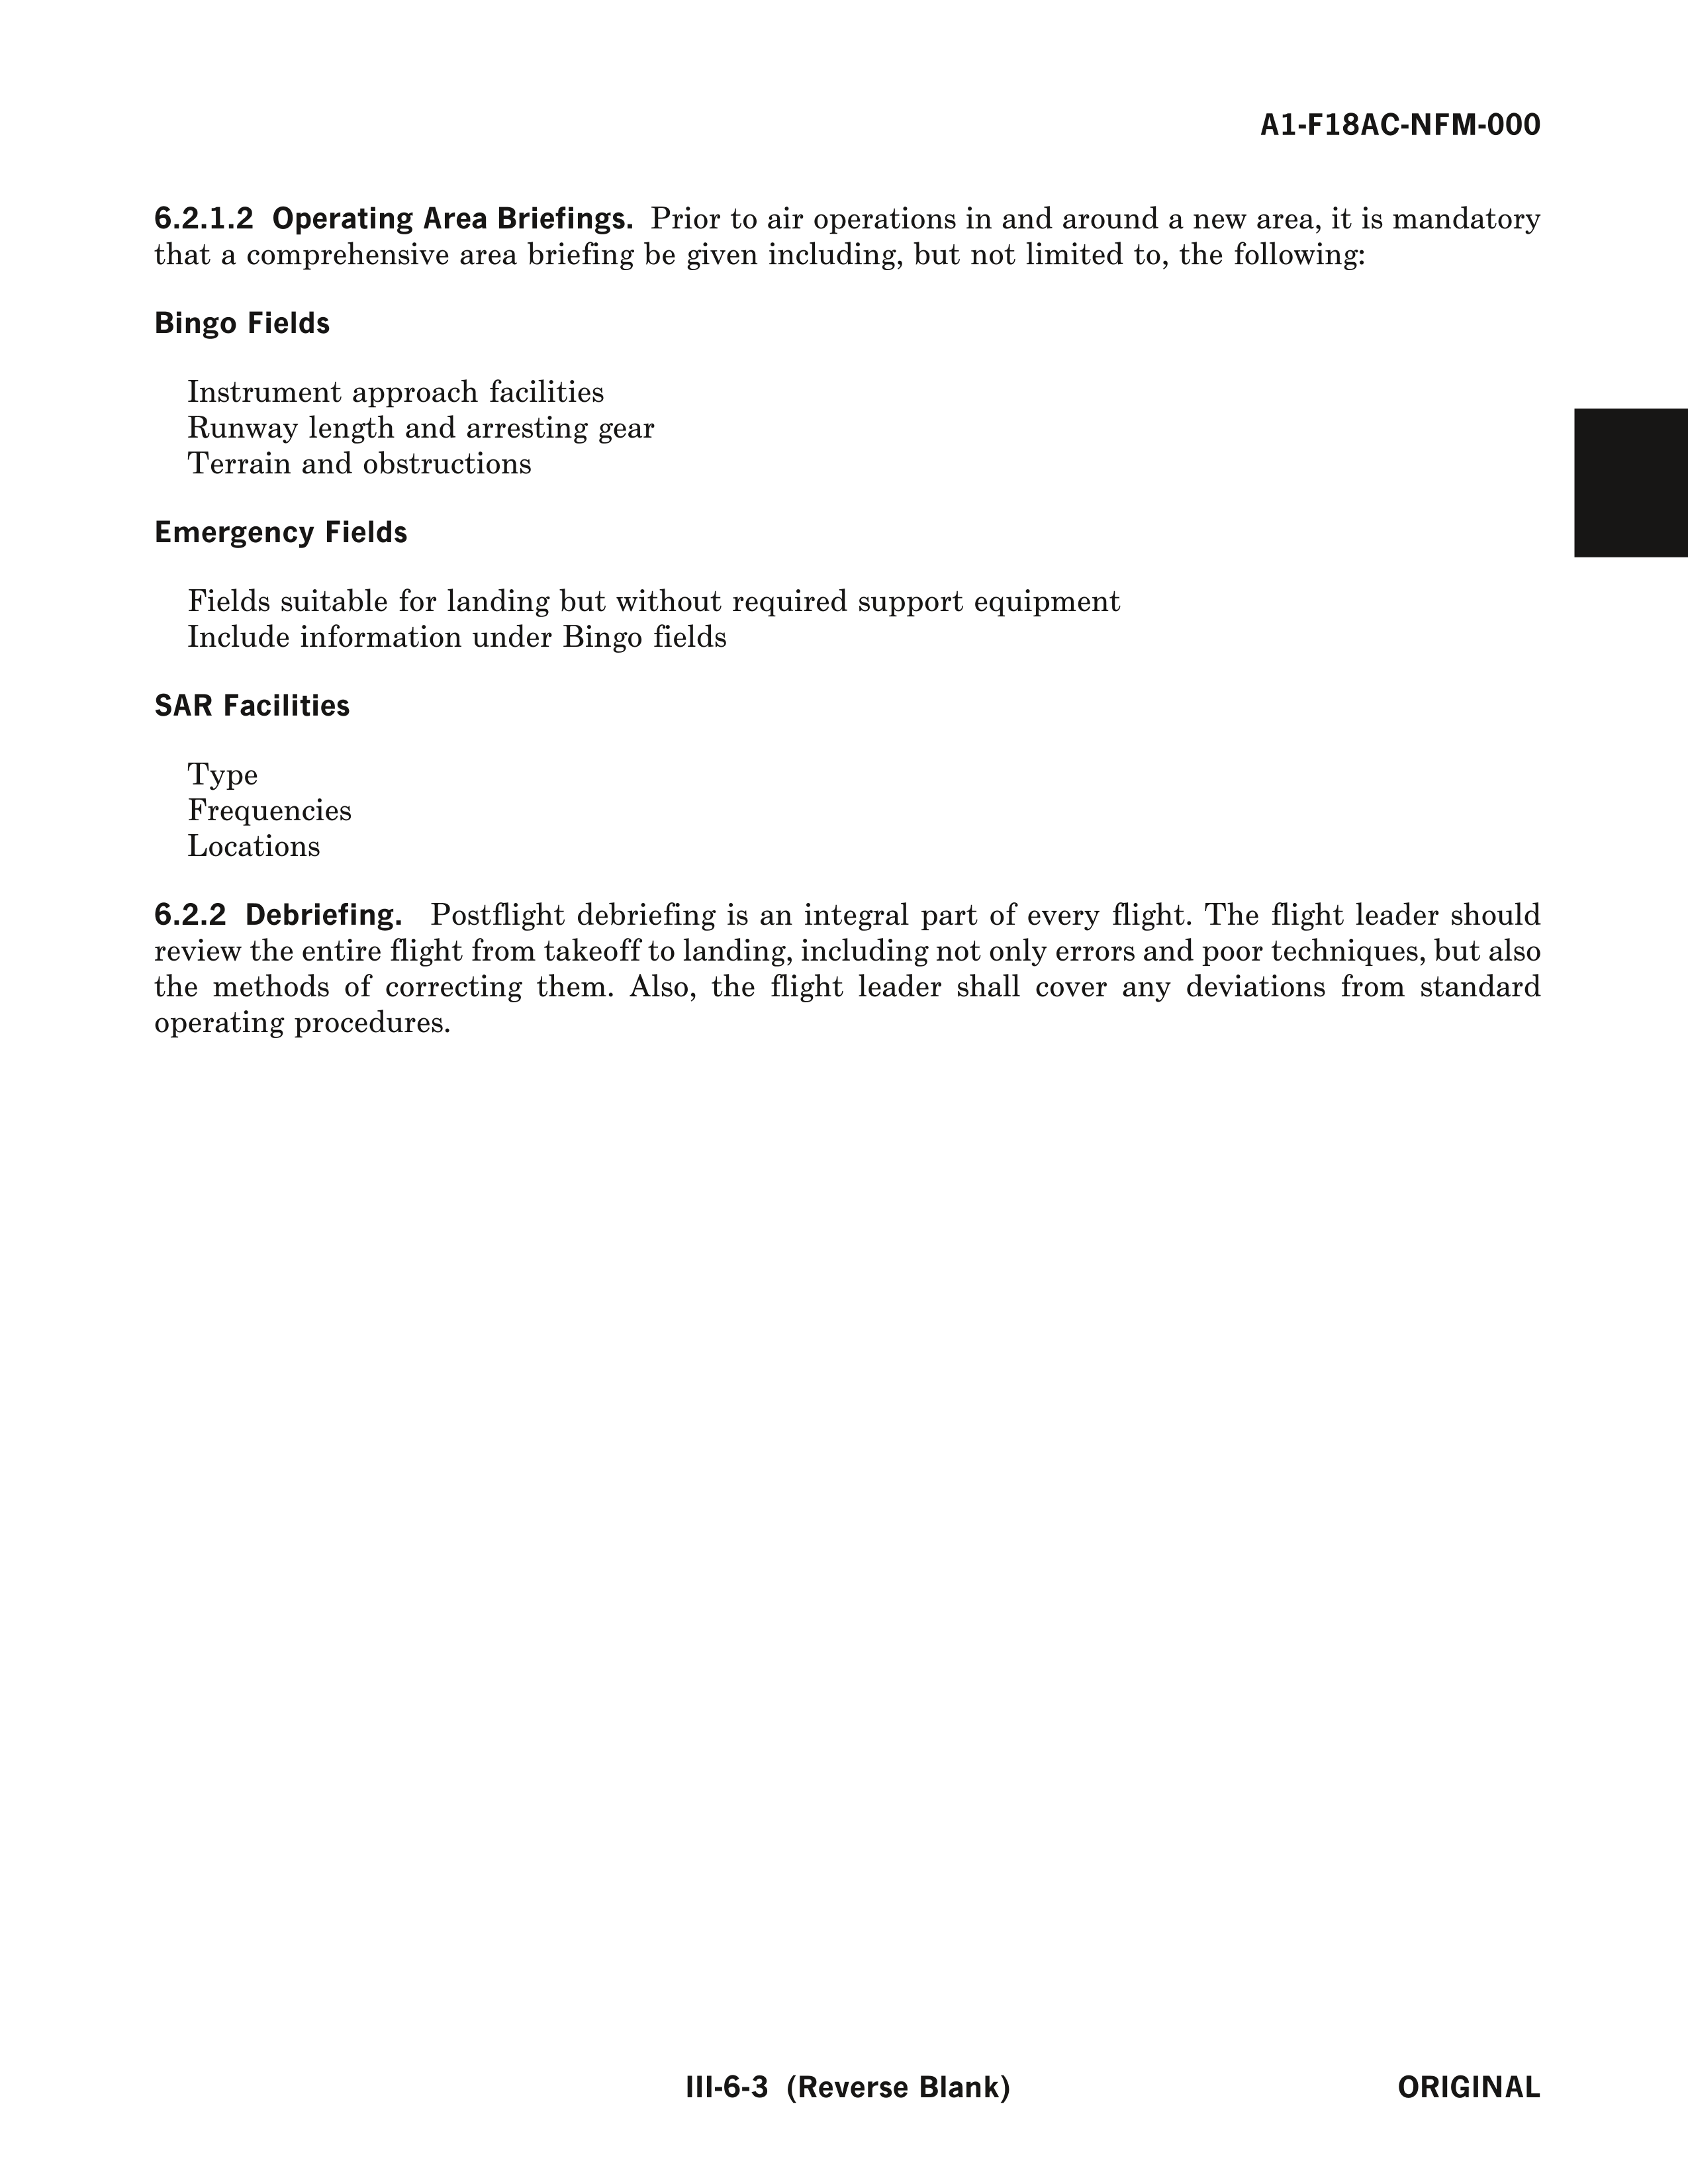 A1-F18AC-NFM-000
6.2.1.2 Operating Area Briefings. Prior to air operations in and around a new area, it is mandatory
that a comprehensive area briefing be given including, but not limited to, the following:
Bingo Fields
Instrument approach facilities
Runway length and arresting gear
Terrain and obstructions
Emergency Fields
Fields suitable for landing but without required support equipment
Include information under Bingo fields
SAR Facilities
Type
Frequencies
Locations
6.2.2 Debriefing. Postflight debriefing is an integral part of every flight. The flight leader should
review the entire flight from takeoff to landing, including not only errors and poor techniques, but also
the methods of correcting them. Also, the flight leader shall cover any deviations from standard
operating procedures.
III-6-3 (Reverse Blank)
ORIGINAL